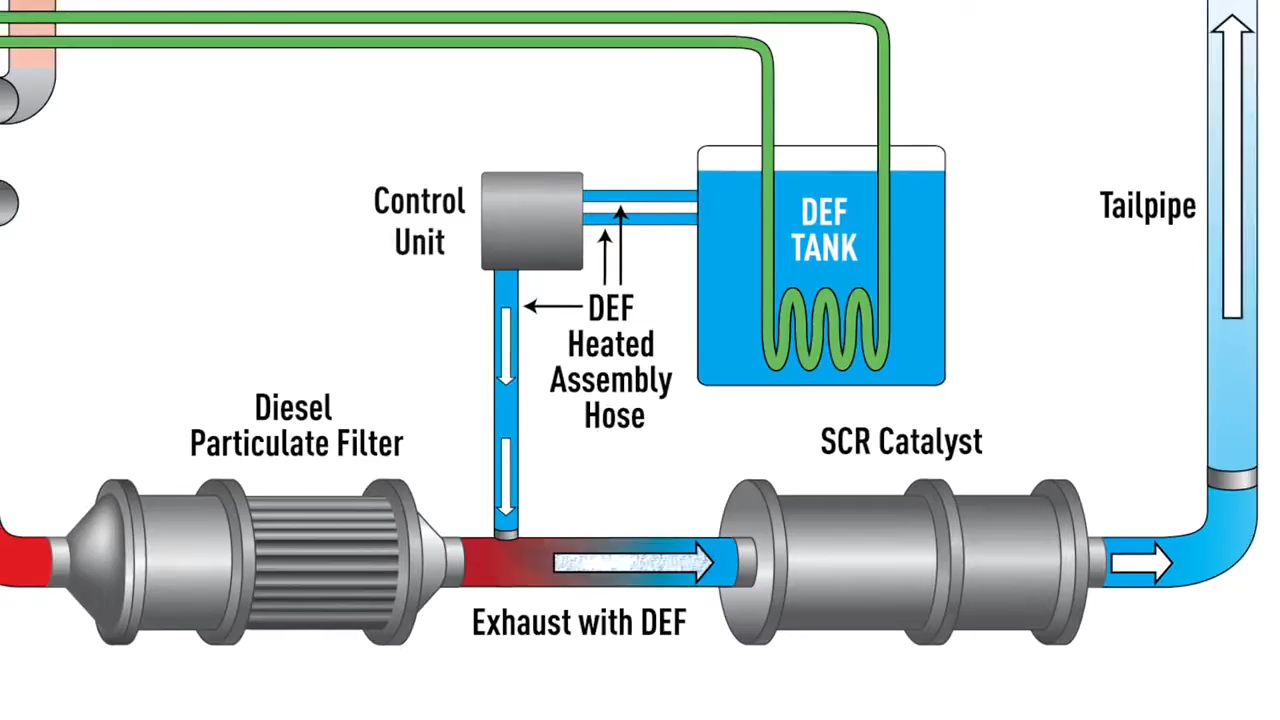 Control
Unit
DEF
TANK
Tailpipe
DEF
Heated
Assembly
Hose
Diesel
Particulate Filter
SCR Catalyst
Exhaust with DEF